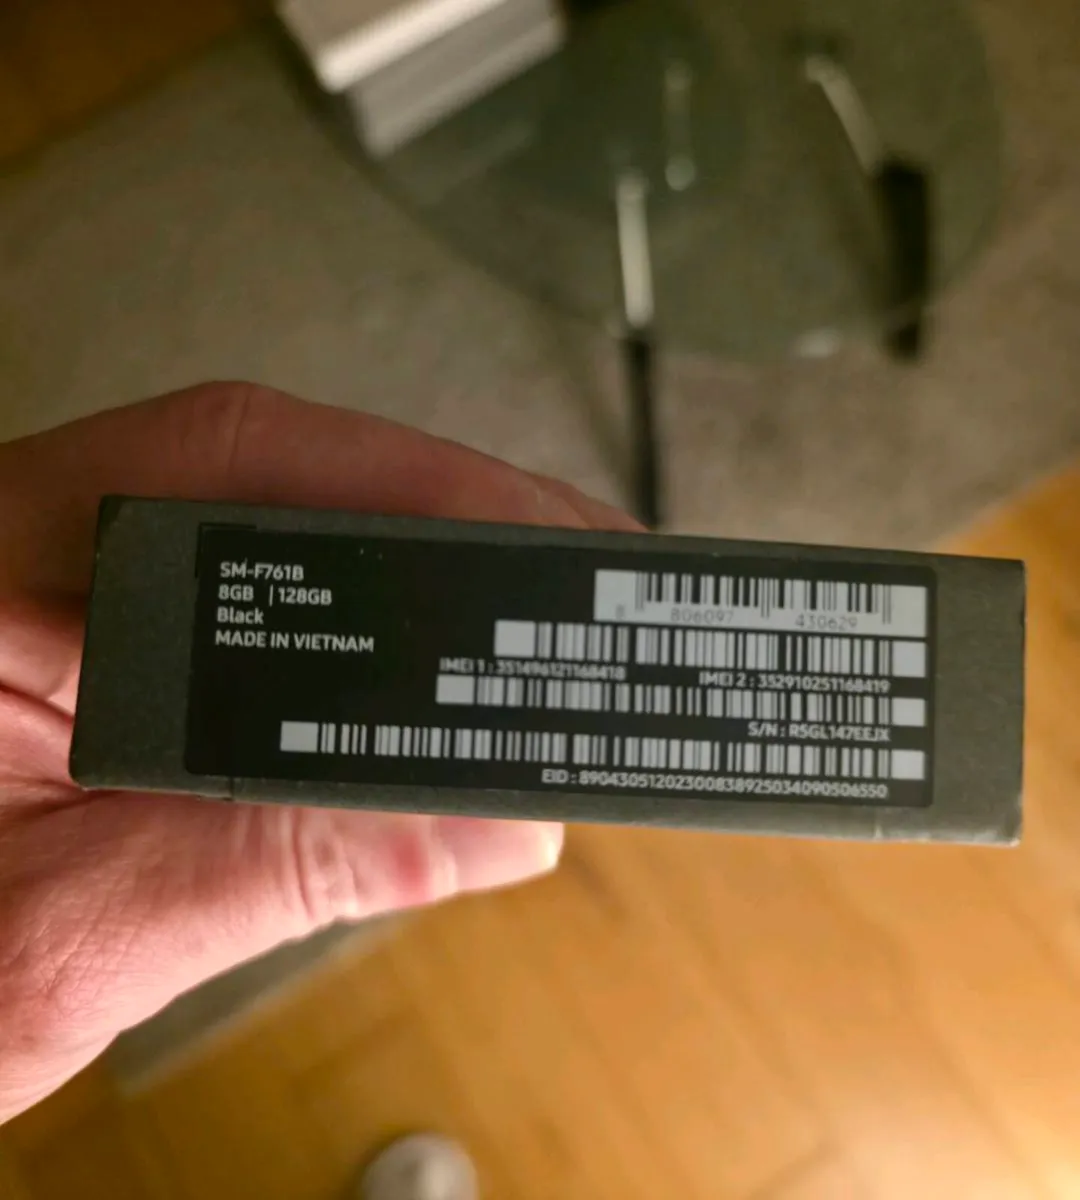 SM-F761B
8GB | 128GB
Black
MADE IN VIETNAM
8 806097 430629
IMEI 1 : 351496121168418
IMEI 2 : 352910251168419
S/N : R5GL147EEJX
EID : 89043051202300838925034090506550